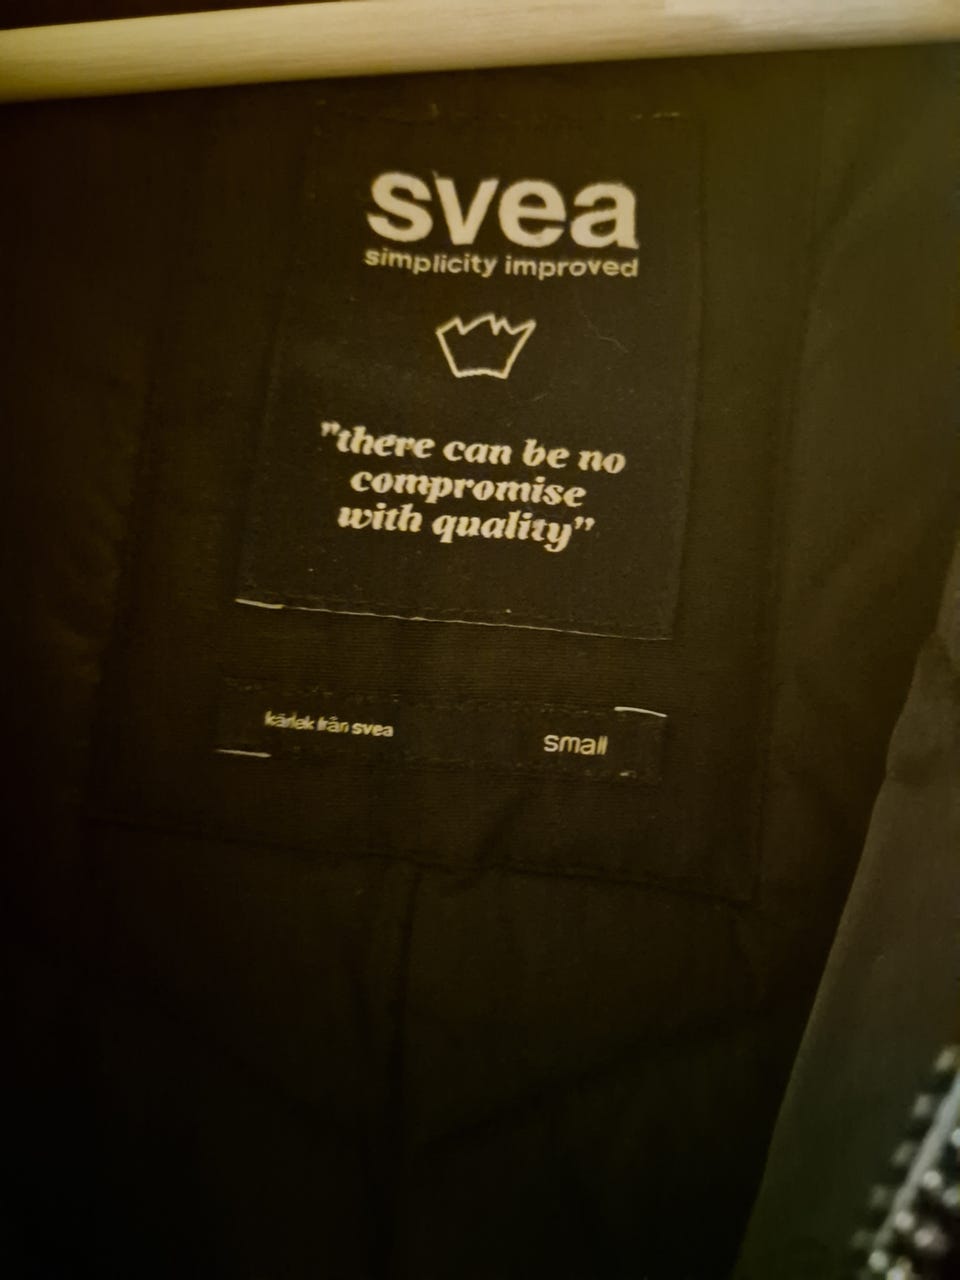 svea
simplicity improved
"there can be no
compromise
with quality"
kärlek från svea
small